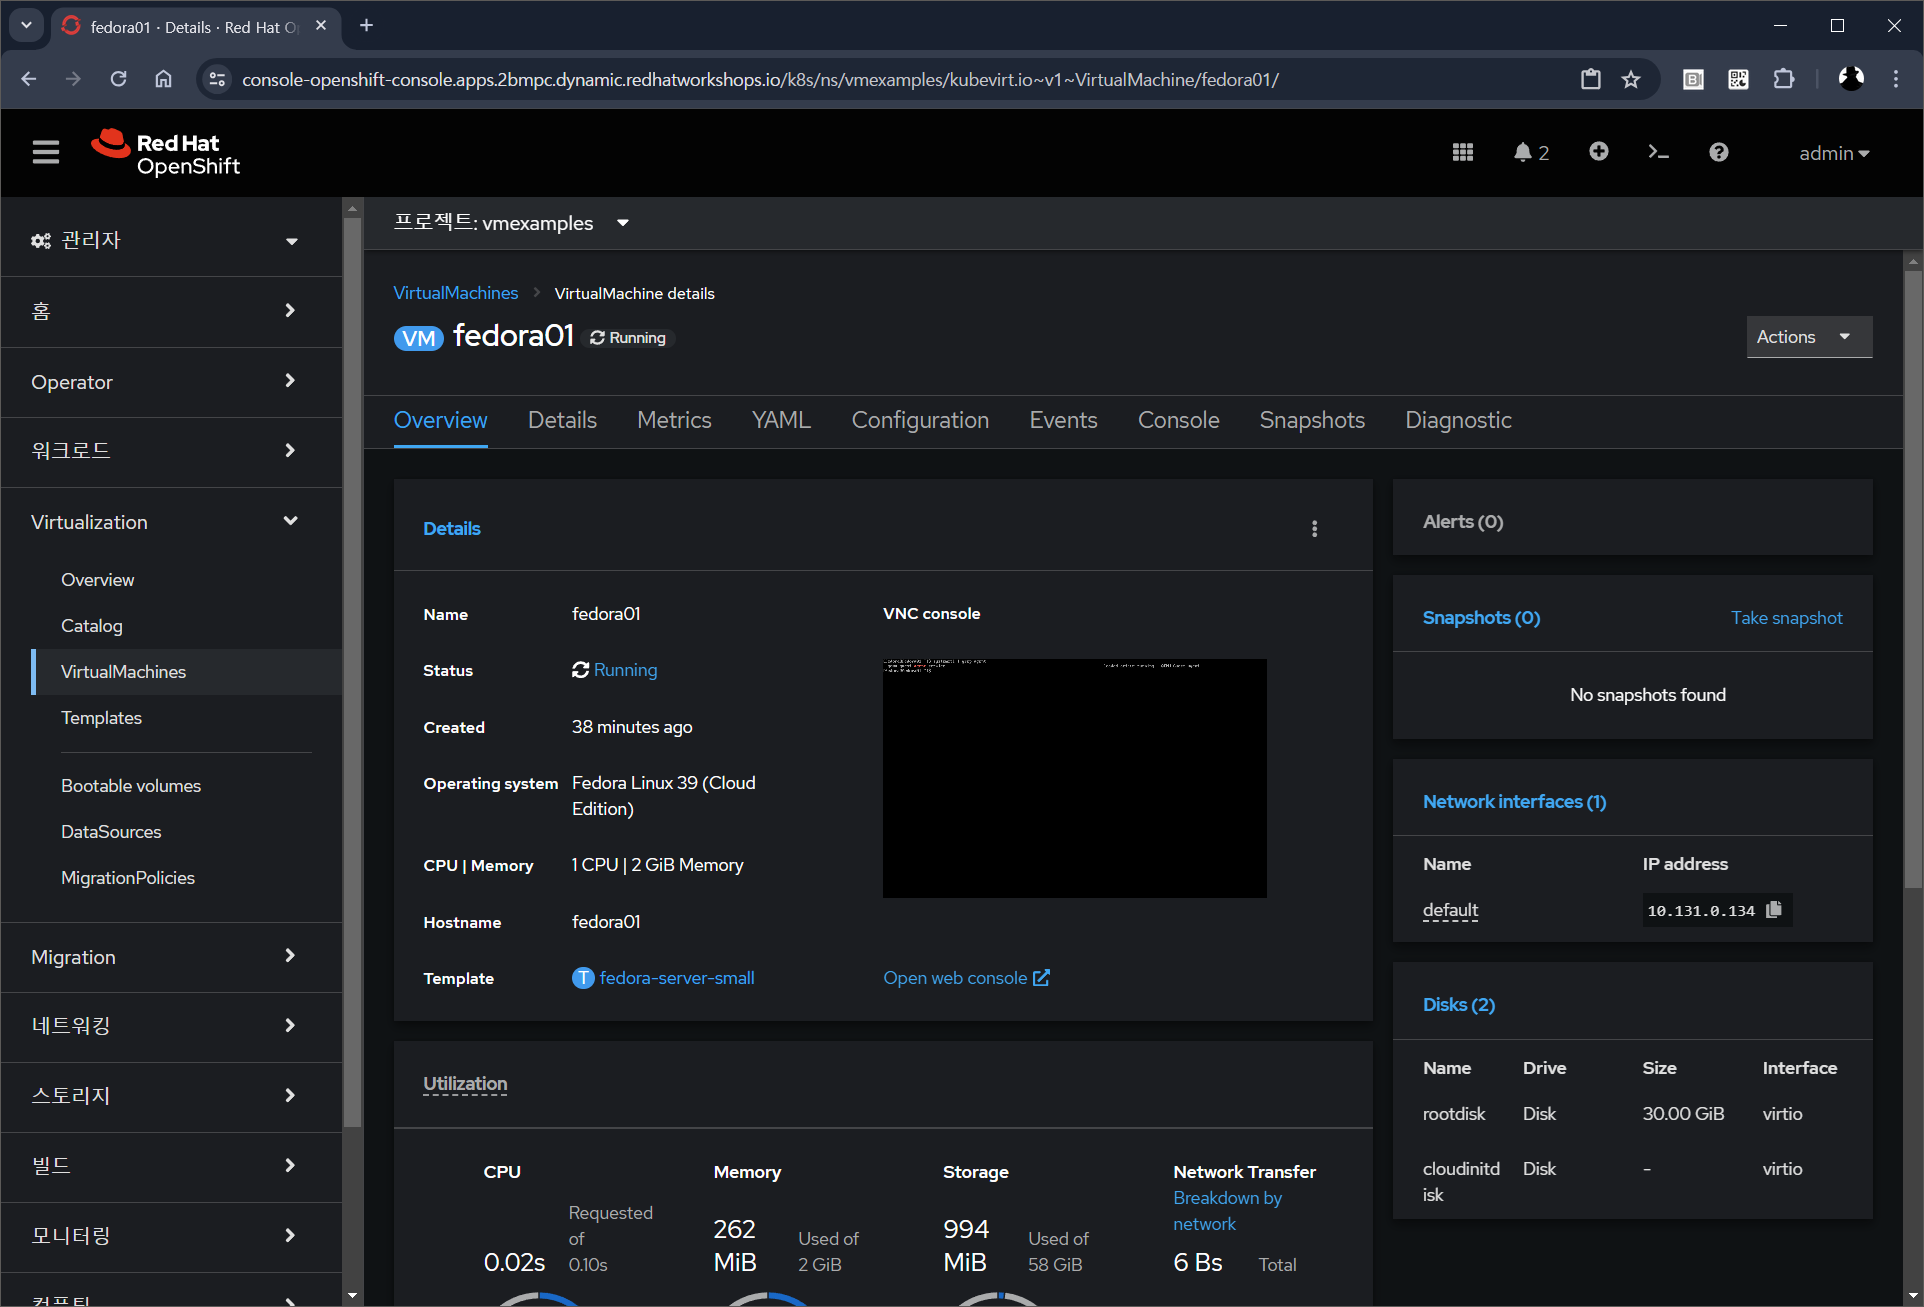 fedora01 · Details · Red Hat O
console-openshift-console.apps.2bmpc.dynamic.redhatworkshops.io/k8s/ns/vmexamples/kubevirt.io~v1~VirtualMachine/fedora01/
Red Hat
OpenShift
2
admin
관리자
홈
Operator
워크로드
Virtualization
Overview
Catalog
VirtualMachines
Templates
Bootable volumes
DataSources
MigrationPolicies
Migration
네트워킹
스토리지
빌드
모니터링
프로젝트: vmexamples
VirtualMachines
VirtualMachine details
VM fedora01 Running
Actions
Overview Details Metrics YAML Configuration Events Console Snapshots Diagnostic
Details
Name fedora01
Status Running
Created 38 minutes ago
Operating system Fedora Linux 39 (Cloud
Edition)
CPU | Memory 1 CPU | 2 GiB Memory
Hostname fedora01
Template T fedora-server-small
VNC console
Open web console
Utilization
CPU
0.02s
Requested
of
0.10s
Memory
262
MiB
Used of
2 GiB
Storage
994
MiB
Used of
58 GiB
Network Transfer
Breakdown by
network
6 Bs Total
Alerts (0)
Snapshots (0) Take snapshot
No snapshots found
Network interfaces (1)
Name IP address
default 10.131.0.134
Disks (2)
Name Drive Size Interface
rootdisk Disk 30.00 GiB virtio
cloudinitd Disk - virtio
isk